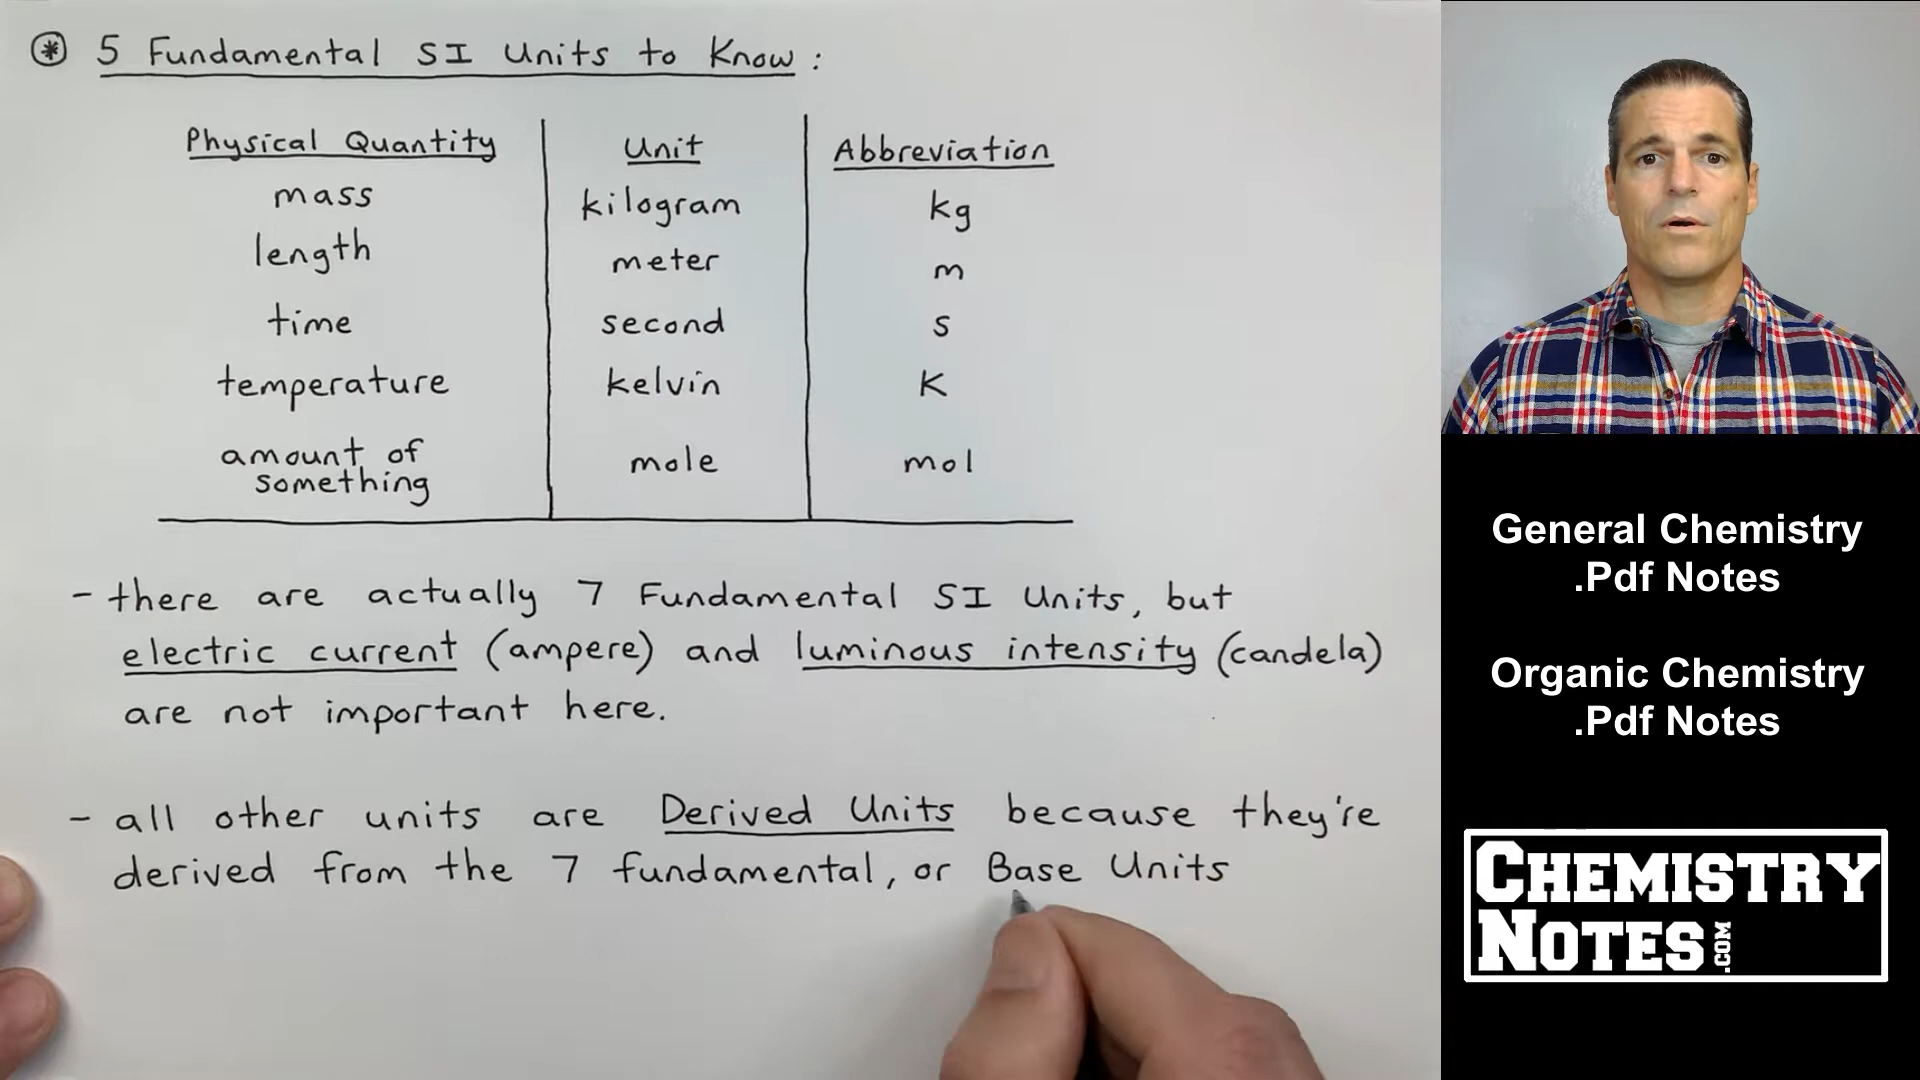 ⊛ 5 Fundamental SI Units to Know:
Physical Quantity Unit Abbreviation
mass kilogram kg
length meter m
time second s
temperature kelvin K
amount of something mole mol
- there are actually 7 Fundamental SI Units, but
electric current (ampere) and luminous intensity (candela)
are not important here.
- all other units are Derived Units because they're
derived from the 7 fundamental, or Base Units
General Chemistry
.Pdf Notes
Organic Chemistry
.Pdf Notes
CHEMISTRY
NOTES.COM